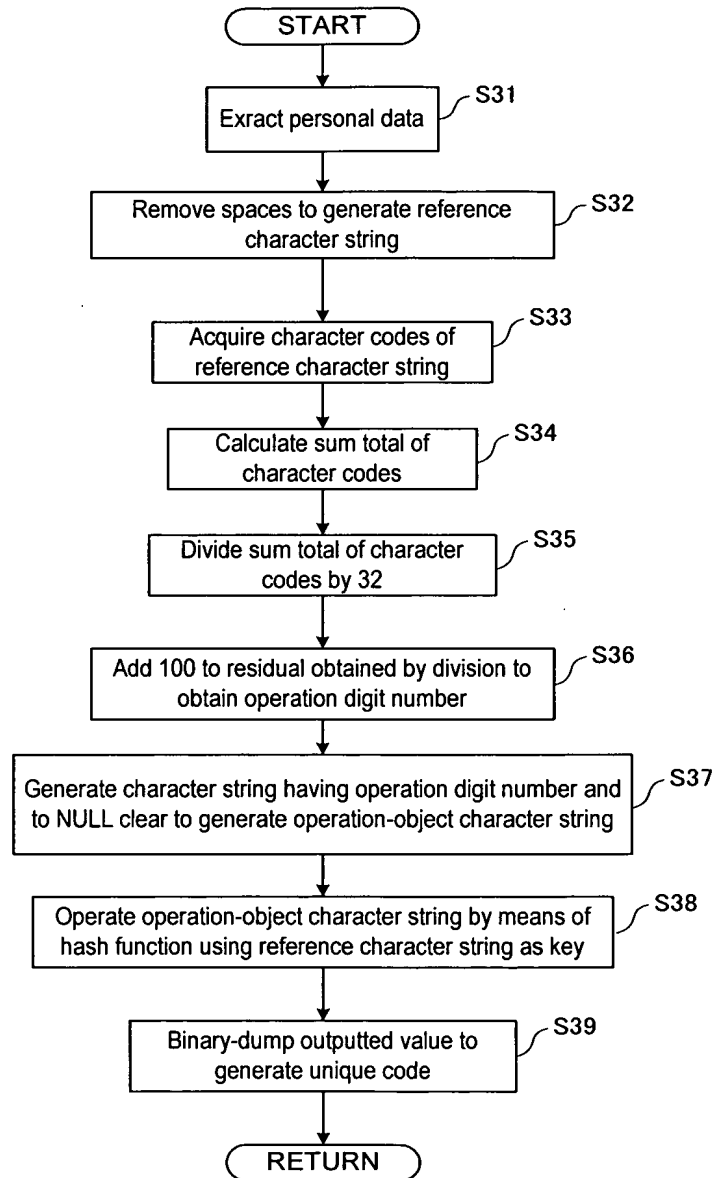 START
S31
Exract personal data
S32
Remove spaces to generate reference
character string
S33
Acquire character codes of
reference character string
S34
Calculate sum total of
character codes
S35
Divide sum total of character
codes by 32
S36
Add 100 to residual obtained by division to
obtain operation digit number
S37
Generate character string having operation digit number and
to NULL clear to generate operation-object character string
S38
Operate operation-object character string by means of
hash function using reference character string as key
S39
Binary-dump outputted value to
generate unique code
RETURN